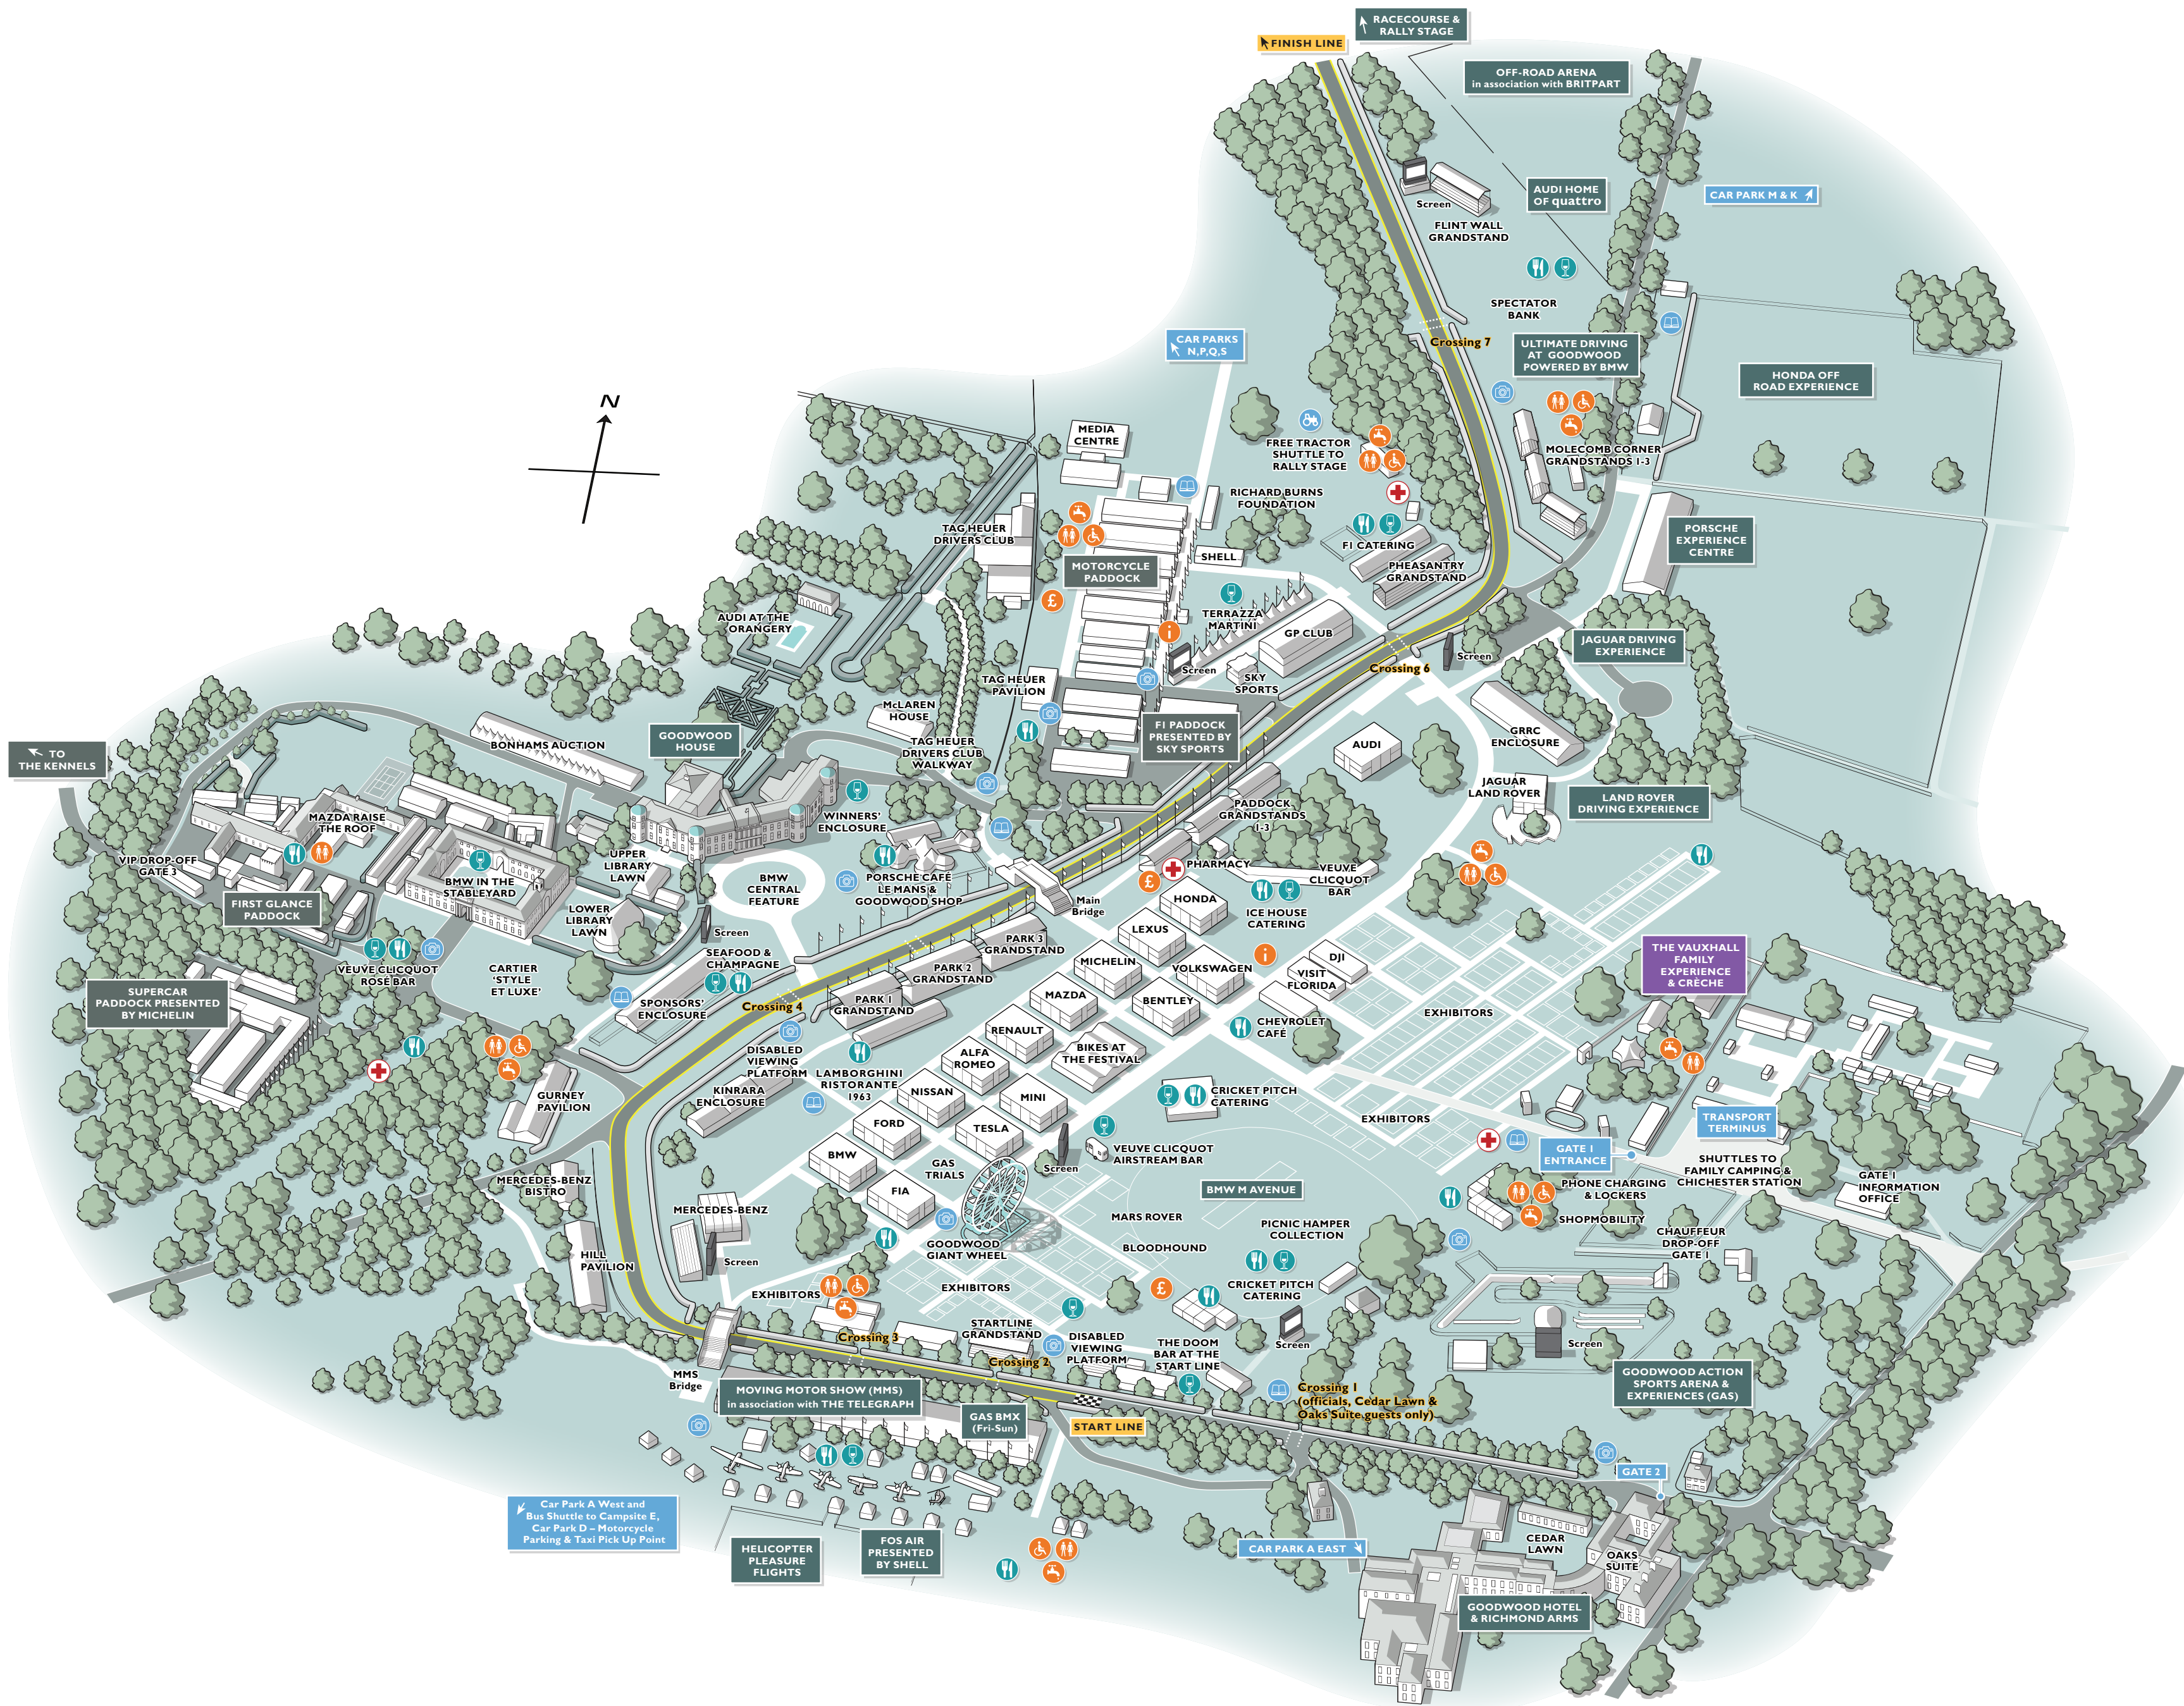 RACECOURSE &
RALLY STAGE
FINISH LINE
OFF-ROAD ARENA
in association with BRITPART
AUDI HOME
OF quattro
CAR PARK M & K
Screen
FLINT WALL
GRANDSTAND
SPECTATOR
BANK
CAR PARKS
N,P,Q,S
Crossing 7
ULTIMATE DRIVING
AT GOODWOOD
POWERED BY BMW
HONDA OFF
ROAD EXPERIENCE
N
MEDIA
CENTRE
FREE TRACTOR
SHUTTLE TO
RALLY STAGE
MOLECOMB CORNER
GRANDSTANDS 1-3
RICHARD BURNS
FOUNDATION
TAG HEUER
DRIVERS CLUB
F1 CATERING
PORSCHE
EXPERIENCE
CENTRE
SHELL
MOTORCYCLE
PADDOCK
PHEASANTRY
GRANDSTAND
£
TERRAZZA
MARTINI
AUDI AT THE
ORANGERY
i
GP CLUB
JAGUAR DRIVING
EXPERIENCE
Screen
Crossing 6
Screen
SKY
SPORTS
TAG HEUER
PAVILION
McLAREN
HOUSE
GOODWOOD
HOUSE
F1 PADDOCK
PRESENTED BY
SKY SPORTS
GRRC
ENCLOSURE
AUDI
BONHAMS AUCTION
TO
THE KENNELS
TAG HEUER
DRIVERS CLUB
WALKWAY
JAGUAR
LAND ROVER
LAND ROVER
DRIVING EXPERIENCE
MAZDA RAISE
THE ROOF
WINNERS'
ENCLOSURE
PADDOCK
GRANDSTANDS
1-3
VIP DROP-OFF
GATE 3
UPPER
LIBRARY
LAWN
PHARMACY
£
VEUVE
CLICQUOT
BAR
BMW IN THE
STABLEYARD
BMW
CENTRAL
FEATURE
PORSCHE CAFÉ
LE MANS &
GOODWOOD SHOP
Main
Bridge
HONDA
ICE HOUSE
CATERING
FIRST GLANCE
PADDOCK
LOWER
LIBRARY
LAWN
Screen
LEXUS
PARK 3
GRANDSTAND
i
THE VAUXHALL
FAMILY
EXPERIENCE
& CRÈCHE
SEAFOOD &
CHAMPAGNE
PARK 2
GRANDSTAND
MICHELIN
VOLKSWAGEN
DJI
VISIT
FLORIDA
VEUVE CLICQUOT
ROSÉ BAR
CARTIER
'STYLE
ET LUXE'
SUPERCAR
PADDOCK PRESENTED
BY MICHELIN
SPONSORS'
ENCLOSURE
Crossing 4
PARK 1
GRANDSTAND
MAZDA
BENTLEY
EXHIBITORS
CHEVROLET
CAFÉ
RENAULT
BIKES AT
THE FESTIVAL
DISABLED
VIEWING
PLATFORM
ALFA
ROMEO
LAMBORGHINI
RISTORANTE
1963
KINRARA
ENCLOSURE
GURNEY
PAVILION
NISSAN
MINI
CRICKET PITCH
CATERING
EXHIBITORS
TRANSPORT
TERMINUS
FORD
TESLA
GATE 1
ENTRANCE
BMW
GAS
TRIALS
Screen
VEUVE CLICQUOT
AIRSTREAM BAR
SHUTTLES TO
FAMILY CAMPING &
CHICHESTER STATION
MERCEDES-BENZ
BISTRO
FIA
BMW M AVENUE
PHONE CHARGING
& LOCKERS
GATE 1
INFORMATION
OFFICE
MERCEDES-BENZ
MARS ROVER
SHOPMOBILITY
PICNIC HAMPER
COLLECTION
CHAUFFEUR
DROP-OFF
GATE 1
GOODWOOD
GIANT WHEEL
BLOODHOUND
HILL
PAVILION
Screen
£
CRICKET PITCH
CATERING
EXHIBITORS
EXHIBITORS
Crossing 3
STARTLINE
GRANDSTAND
DISABLED
VIEWING
PLATFORM
THE DOOM
BAR AT THE
START LINE
Screen
Screen
Crossing 2
MMS
Bridge
MOVING MOTOR SHOW (MMS)
in association with THE TELEGRAPH
GOODWOOD ACTION
SPORTS ARENA &
EXPERIENCES (GAS)
Crossing 1
(officials, Cedar Lawn &
Oaks Suite guests only)
GAS BMX
(Fri-Sun)
START LINE
GATE 2
Car Park A West and
Bus Shuttle to Campsite E,
Car Park D – Motorcycle
Parking & Taxi Pick Up Point
HELICOPTER
PLEASURE
FLIGHTS
FOS AIR
PRESENTED
BY SHELL
CAR PARK A EAST
CEDAR
LAWN
OAKS
SUITE
GOODWOOD HOTEL
& RICHMOND ARMS